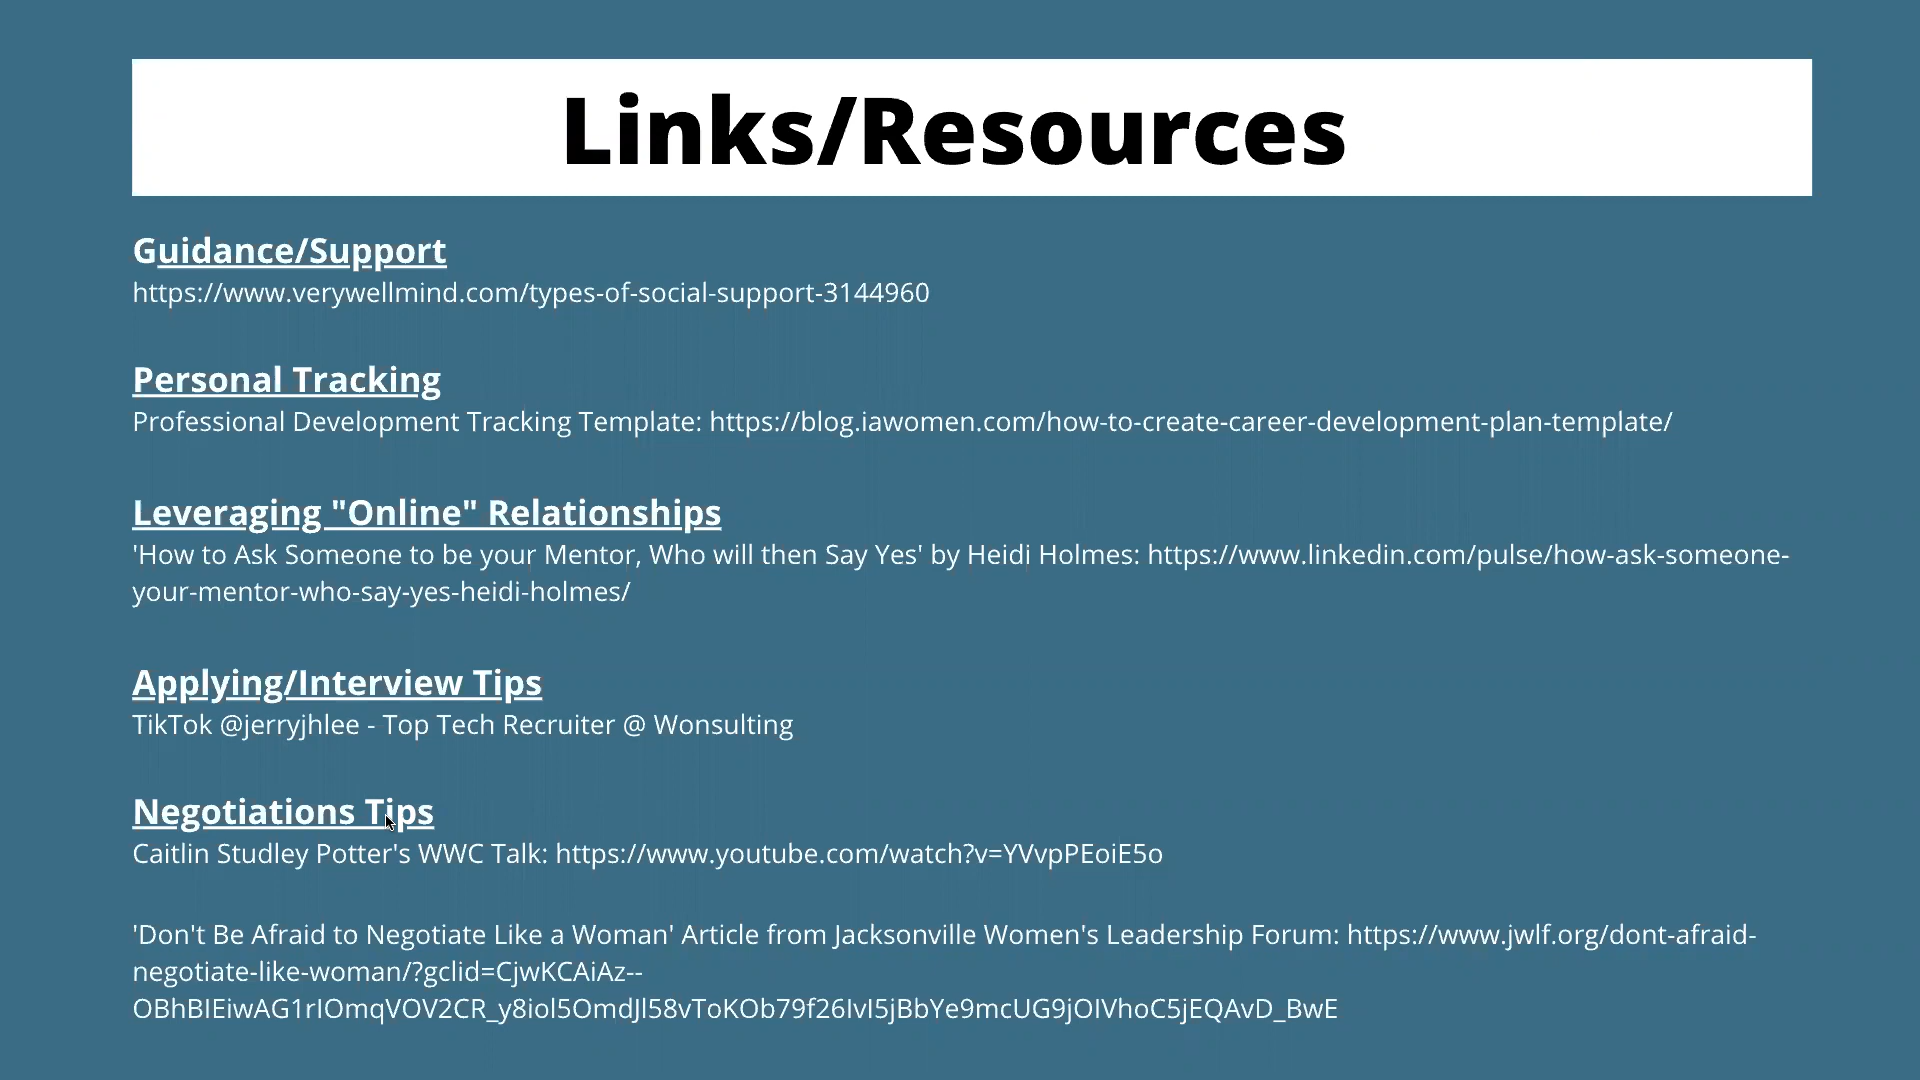 Links/Resources
Guidance/Support
https://www.verywellmind.com/types-of-social-support-3144960
Personal Tracking
Professional Development Tracking Template: https://blog.iawomen.com/how-to-create-career-development-plan-template/
Leveraging "Online" Relationships
'How to Ask Someone to be your Mentor, Who will then Say Yes' by Heidi Holmes: https://www.linkedin.com/pulse/how-ask-someone-
your-mentor-who-say-yes-heidi-holmes/
Applying/Interview Tips
TikTok @jerryjhlee - Top Tech Recruiter @ Wonsulting
Negotiations Tips
Caitlin Studley Potter's WWC Talk: https://www.youtube.com/watch?v=YVvpPEoiE5o
'Don't Be Afraid to Negotiate Like a Woman' Article from Jacksonville Women's Leadership Forum: https://www.jwlf.org/dont-afraid-
negotiate-like-woman/?gclid=CjwKCAiAz--
OBhBIEiwAG1rIOmqVOV2CR_y8iol5OmdJl58vToKOb79f26IvI5jBbYe9mcUG9jOIVhoC5jEQAvD_BwE